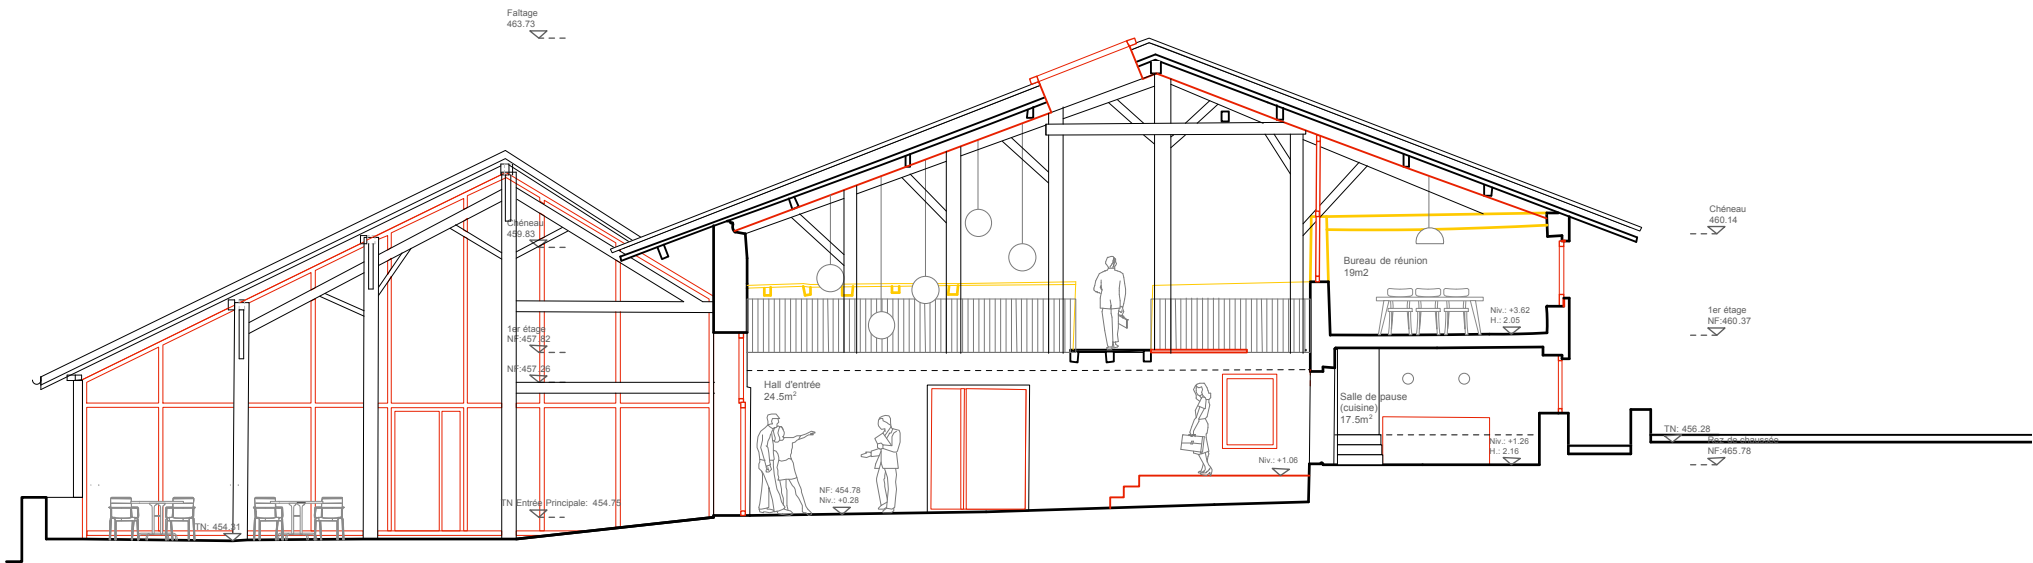 Faîtage
463.73
Chéneau
459.83
Chéneau
460.14
Bureau de réunion
19m2
Niv.: +3.62
H.: 2.05
1er étage
NF:460.37
1er étage
NF:457.82
NF:457.26
Hall d'entrée
24.5m²
Salle de pause
(cuisine)
17.5m²
TN: 456.28
Rez de chaussée
NF:465.78
Niv.: +1.26
H.: 2.16
Niv.: +1.06
NF: 454.78
Niv.: +0.28
TN Entrée Principale: 454.75
TN: 454.31